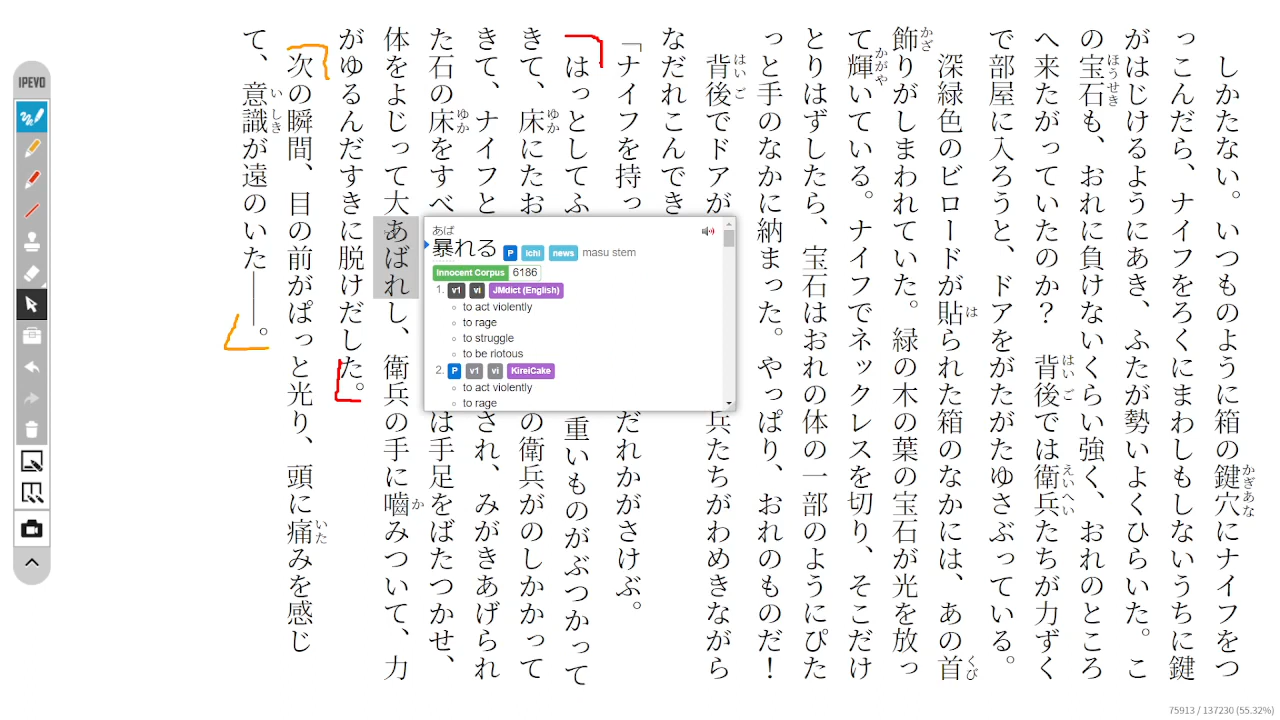 しかたない。いつものように箱の鍵穴にナイフをつ
っこんだら、ナイフをろくにまわしもしないうちに鍵
がはじけるようにあき、ふたが勢いよくひらいた。こ
の宝石も、おれに負けないくらい強く、おれのところ
へ来たがっていたのか？　背後では衛兵たちが力ずく
で部屋に入ろうと、ドアをがたがたゆさぶっている。
深緑色のビロードが貼られた箱のなかには、あの首
飾りがしまわれていた。緑の木の葉の宝石が光を放っ
て輝いている。ナイフでネックレスを切り、そこだけ
とりはずしたら、宝石はおれの体の一部のようにぴた
っと手のなかに納まった。やっぱり、おれのものだ！
背後でドアが 兵たちがわめきながら
なだれこんでき
「ナイフを持っ だれかがさけぶ。
はっとしてふ 重いものがぶつかって
きて、床にたお の衛兵がのしかかって
きて、ナイフと され、みがきあげられ
た石の床をすべ は手足をばたつかせ、
体をよじって大あばれし、衛兵の手に嚙みついて、力
がゆるんだすきに脱けだした。
次の瞬間、目の前がぱっと光り、頭に痛みを感じ
て、意識が遠のいた――。
あば
暴れる P ichi news masu stem
Innocent Corpus 6186
1. v1 vi JMdict (English)
to act violently
to rage
to struggle
to be riotous
2. P v1 vi KireiCake
to act violently
to rage
IPEVO
75913 / 137230 (55.32%)